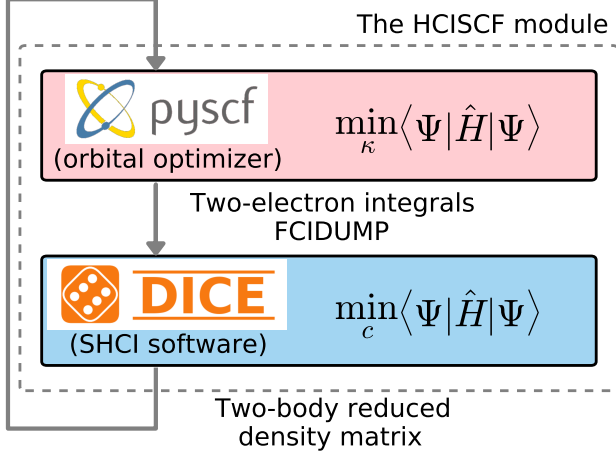 The HCISCF module
pyscf
(orbital optimizer)
min⟨Ψ|Ĥ|Ψ⟩
κ
Two-electron integrals
FCIDUMP
DICE
(SHCI software)
min⟨Ψ|Ĥ|Ψ⟩
c
Two-body reduced
density matrix